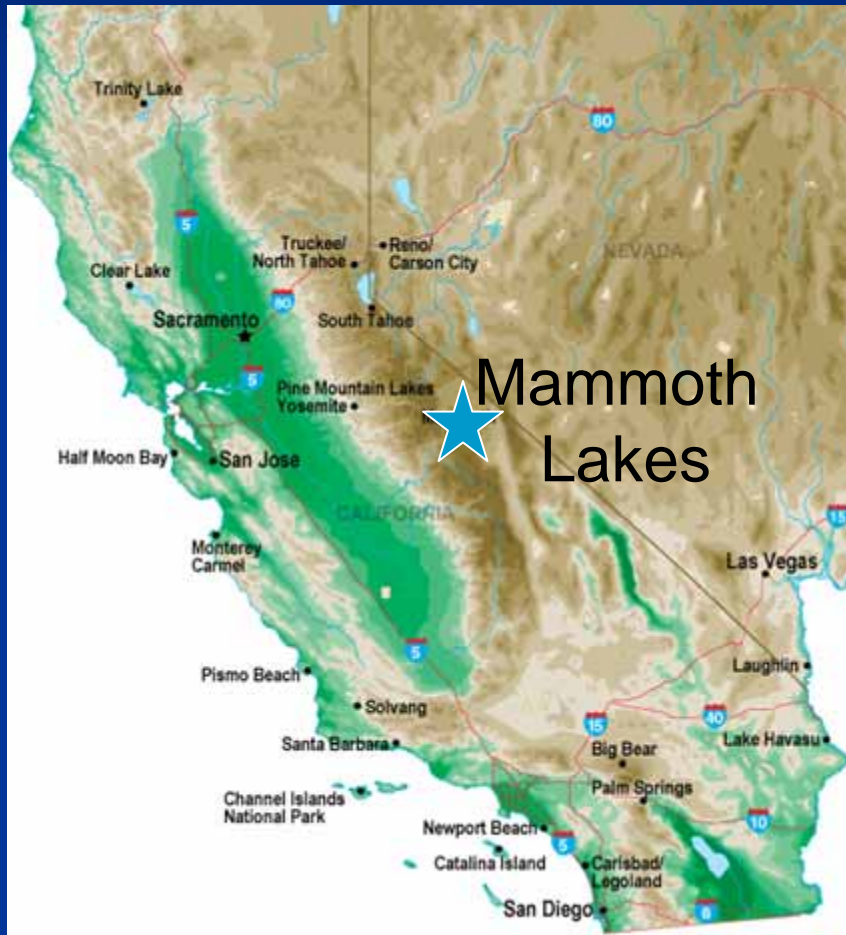 Trinity Lake
80
5
Truckee/
North Tahoe
Reno/
Carson City
NEVADA
Clear Lake
80
Sacramento
South Tahoe
5
Pine Mountain Lakes
Yosemite
Mammoth
Lakes
Half Moon Bay
San Jose
CALIFORNIA
15
Monterey
Carmel
Las Vegas
5
Pismo Beach
Laughlin
Solvang
15
40
Santa Barbara
Big Bear
Lake Havasu
Channel Islands
National Park
Palm Springs
10
Newport Beach
5
Catalina Island
Carlsbad/
Legoland
San Diego
8